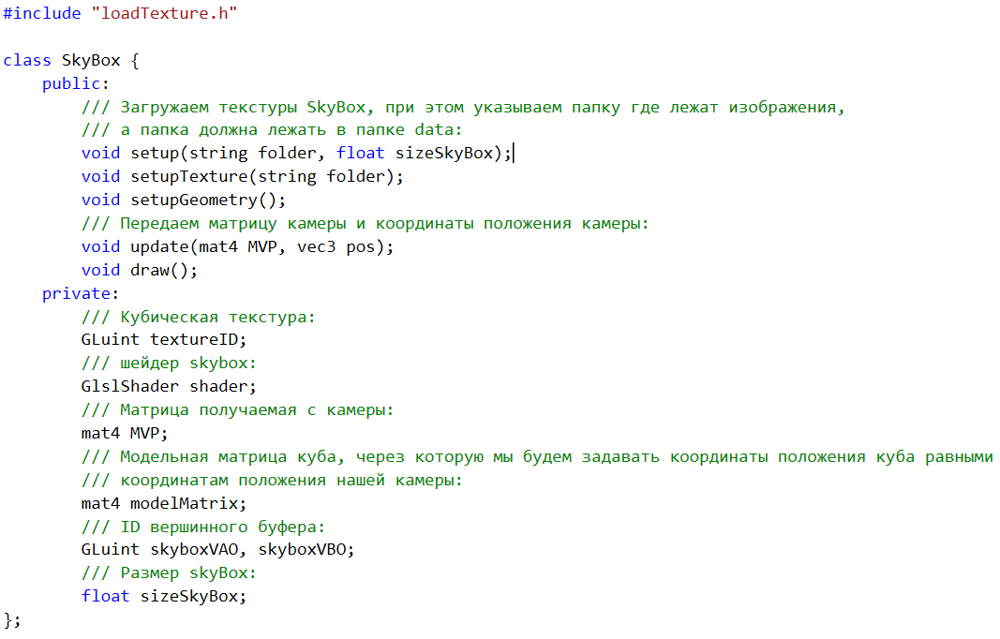 #include "loadTexture.h"
class SkyBox {
public:
/// Загружаем текстуры SkyBox, при этом указываем папку где лежат изображения,
/// а папка должна лежать в папке data:
void setup(string folder, float sizeSkyBox);
void setupTexture(string folder);
void setupGeometry();
/// Передаем матрицу камеры и координаты положения камеры:
void update(mat4 MVP, vec3 pos);
void draw();
private:
/// Кубическая текстура:
GLuint textureID;
/// шейдер skybox:
GlslShader shader;
/// Матрица получаемая с камеры:
mat4 MVP;
/// Модельная матрица куба, через которую мы будем задавать координаты положения куба равными
/// координатам положения нашей камеры:
mat4 modelMatrix;
/// ID вершинного буфера:
GLuint skyboxVAO, skyboxVBO;
/// Размер skyBox:
float sizeSkyBox;
};